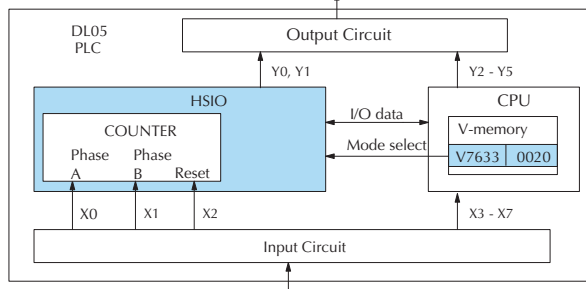 DL05
PLC
Output Circuit
Y0, Y1
Y2 - Y5
HSIO
CPU
I/O data
COUNTER
V-memory
Mode select
V7633 0020
Phase
A
Phase
B
Reset
X0
X1
X2
X3 - X7
Input Circuit